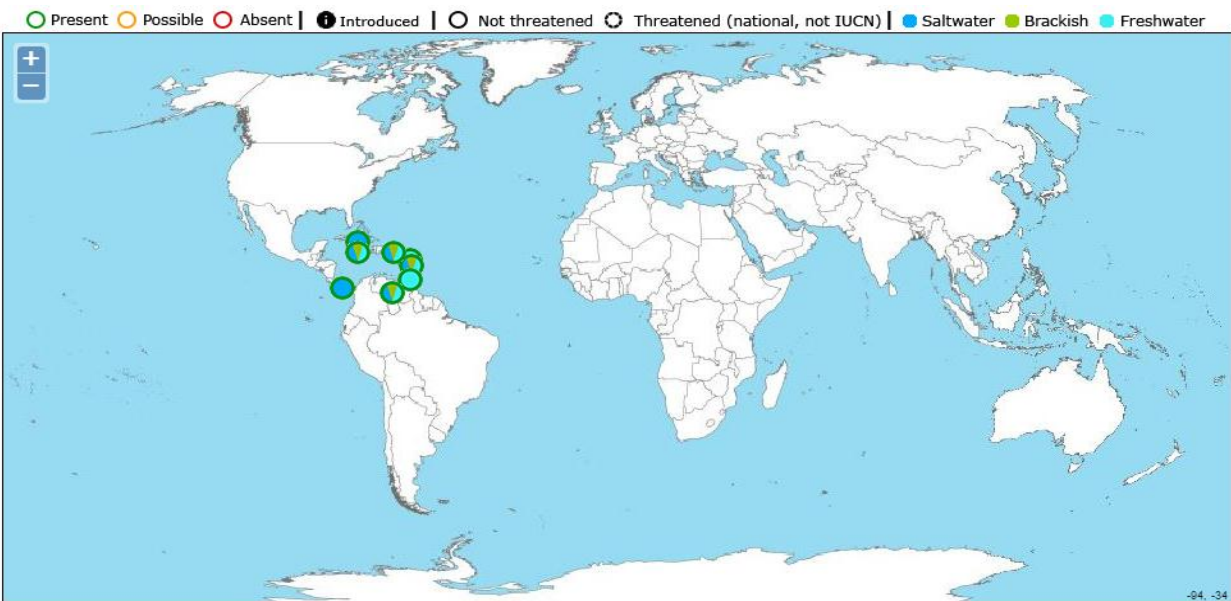 Present Possible Absent | i Introduced | Not threatened Threatened (national, not IUCN) | Saltwater Brackish Freshwater
+
−
-94, -34